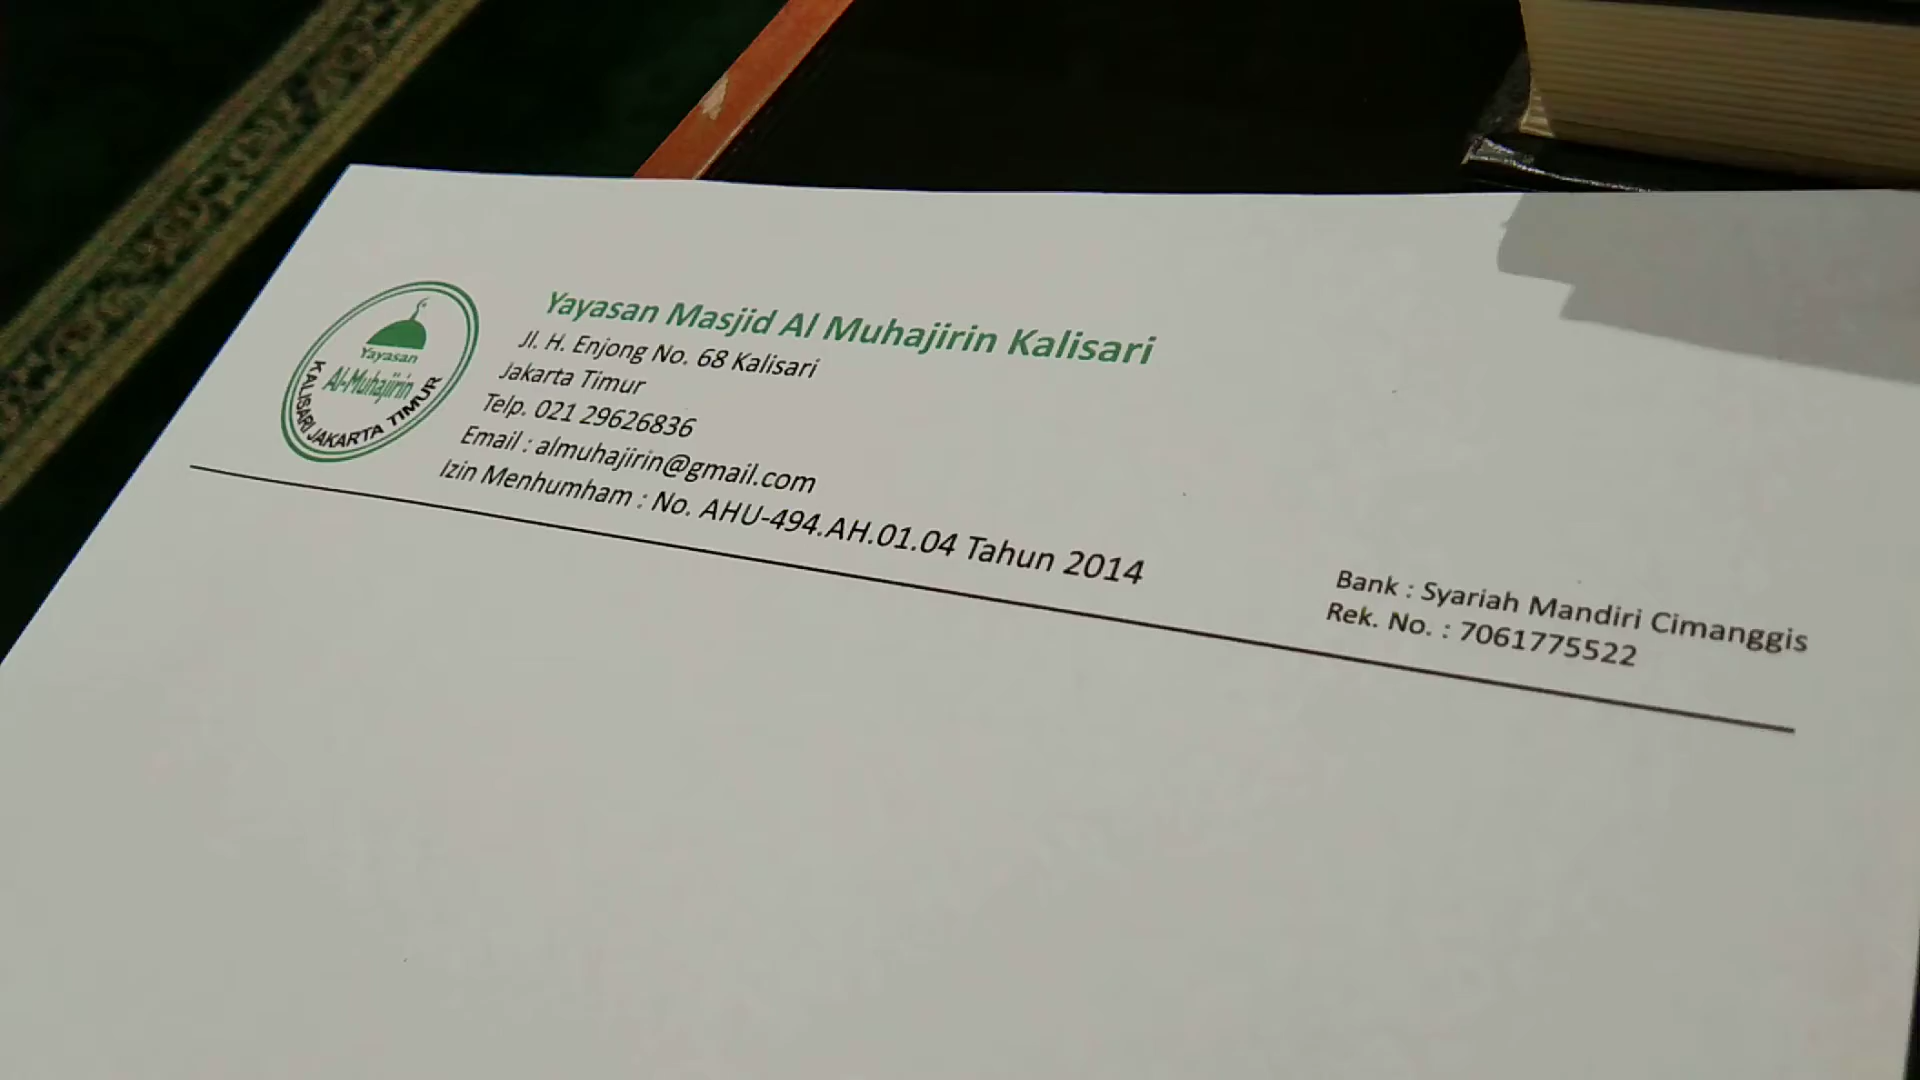 Yayasan
Al-Muhajirin
KALISARI JAKARTA TIMUR
Yayasan Masjid Al Muhajirin Kalisari
Jl. H. Enjong No. 68 Kalisari
Jakarta Timur
Telp. 021 29626836
Email : almuhajirin@gmail.com
Izin Menhumham : No. AHU-494.AH.01.04 Tahun 2014
Bank : Syariah Mandiri Cimanggis
Rek. No. : 7061775522